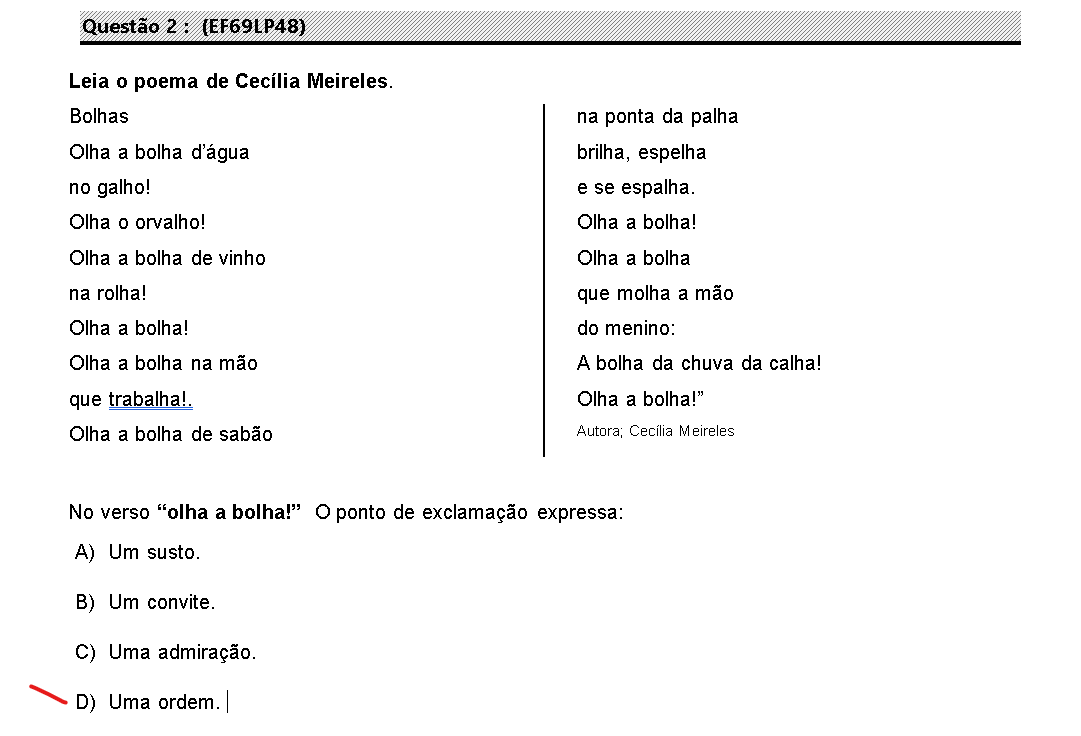 Questão 2 :  (EF69LP48)
Leia o poema de Cecília Meireles.
Bolhas
Olha a bolha d’água
no galho!
Olha o orvalho!
Olha a bolha de vinho
na rolha!
Olha a bolha!
Olha a bolha na mão
que trabalha!.
Olha a bolha de sabão
na ponta da palha
brilha, espelha
e se espalha.
Olha a bolha!
Olha a bolha
que molha a mão
do menino:
A bolha da chuva da calha!
Olha a bolha!”
Autora; Cecília Meireles
No verso “olha a bolha!”  O ponto de exclamação expressa:
A) Um susto.
B) Um convite.
C) Uma admiração.
D) Uma ordem.